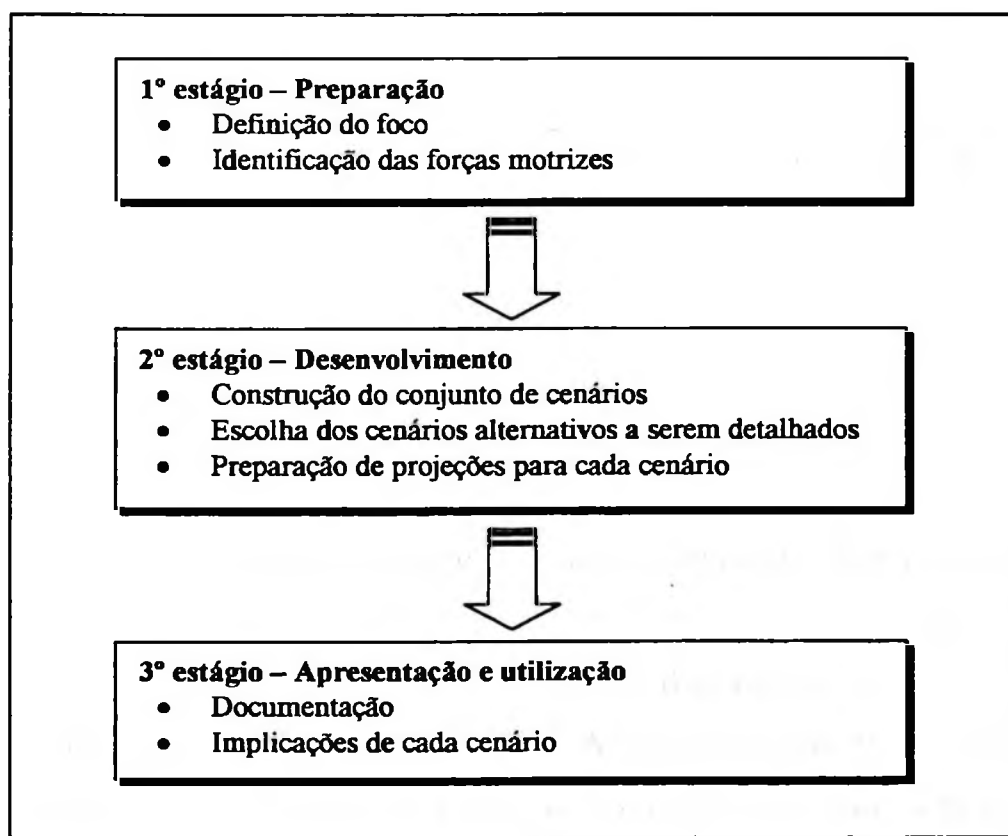 1º estágio – Preparação
• Definição do foco
• Identificação das forças motrizes
2º estágio – Desenvolvimento
• Construção do conjunto de cenários
• Escolha dos cenários alternativos a serem detalhados
• Preparação de projeções para cada cenário
3º estágio – Apresentação e utilização
• Documentação
• Implicações de cada cenário